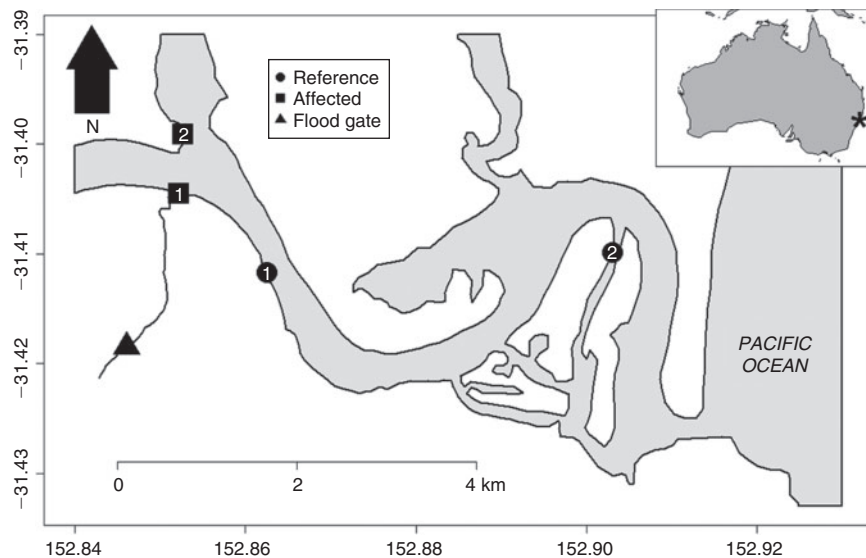 −31.39
−31.40
−31.41
−31.42
−31.43
N
Reference
Affected
Flood gate
*
2
1
1
2
PACIFIC
OCEAN
0 2 4 km
152.84 152.86 152.88 152.90 152.92